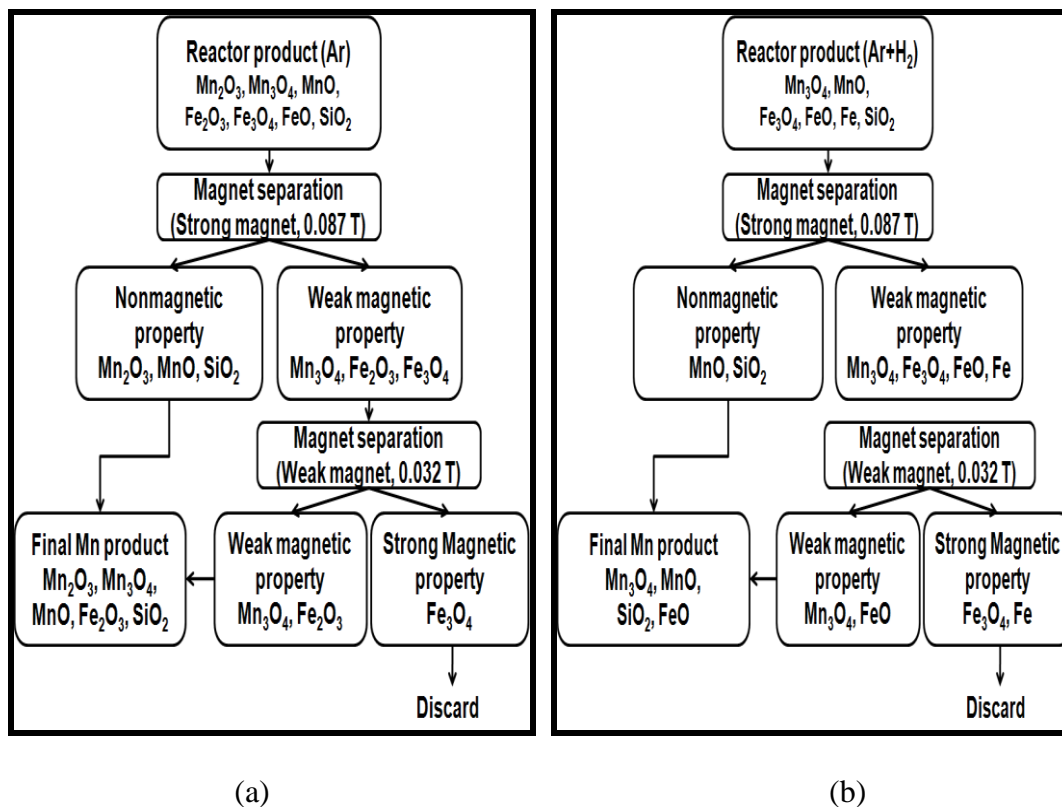 Reactor product (Ar)
Mn₂O₃, Mn₃O₄, MnO,
Fe₂O₃, Fe₃O₄, FeO, SiO₂
Magnet separation
(Strong magnet, 0.087 T)
Nonmagnetic
property
Mn₂O₃, MnO, SiO₂
Weak magnetic
property
Mn₃O₄, Fe₂O₃, Fe₃O₄
Magnet separation
(Weak magnet, 0.032 T)
Final Mn product
Mn₂O₃, Mn₃O₄,
MnO, Fe₂O₃, SiO₂
Weak magnetic
property
Mn₃O₄, Fe₂O₃
Strong Magnetic
property
Fe₃O₄
Discard
(a)
Reactor product (Ar+H₂)
Mn₃O₄, MnO,
Fe₃O₄, FeO, Fe, SiO₂
Magnet separation
(Strong magnet, 0.087 T)
Nonmagnetic
property
MnO, SiO₂
Weak magnetic
property
Mn₃O₄, Fe₃O₄, FeO, Fe
Magnet separation
(Weak magnet, 0.032 T)
Final Mn product
Mn₃O₄, MnO,
SiO₂, FeO
Weak magnetic
property
Mn₃O₄, FeO
Strong Magnetic
property
Fe₃O₄, Fe
Discard
(b)